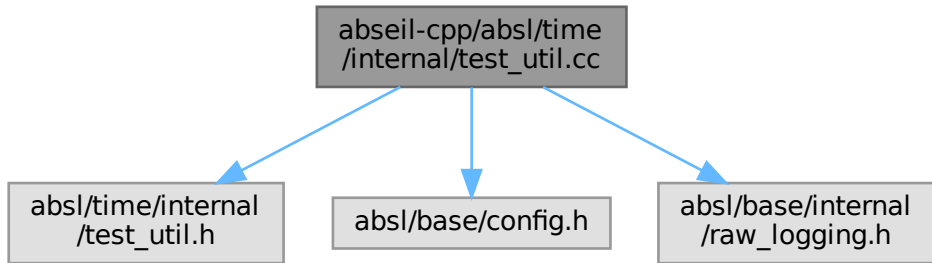 abseil-cpp/absl/time
/internal/test_util.cc
absl/time/internal
/test_util.h
absl/base/config.h
absl/base/internal
/raw_logging.h